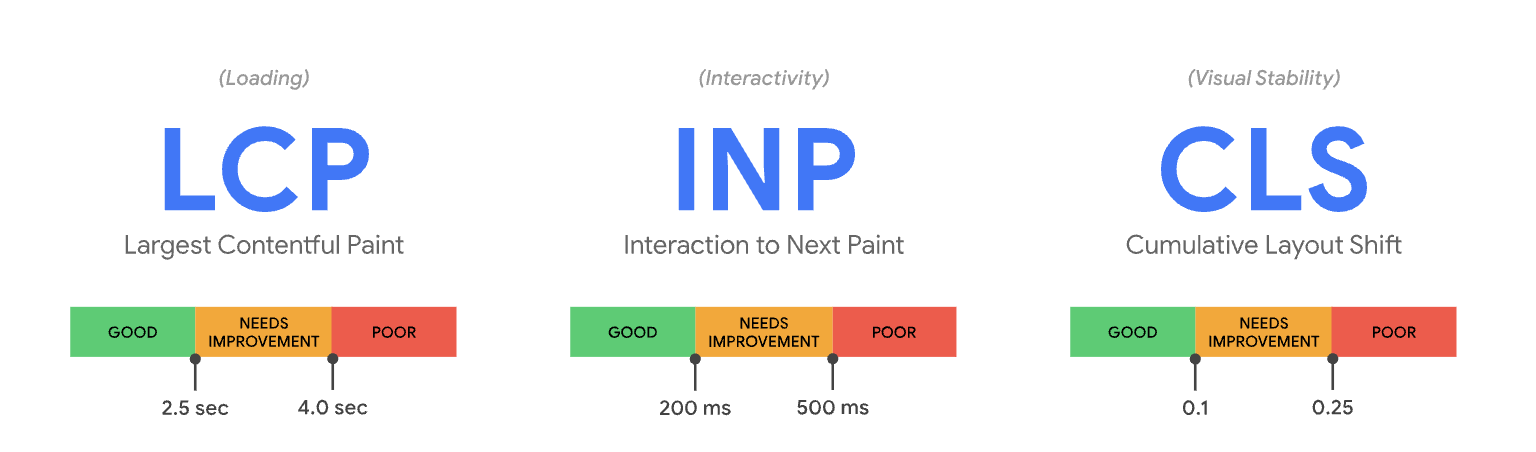 (Loading)
LCP
Largest Contentful Paint
GOOD
NEEDS
IMPROVEMENT
POOR
2.5 sec
4.0 sec
(Interactivity)
INP
Interaction to Next Paint
GOOD
NEEDS
IMPROVEMENT
POOR
200 ms
500 ms
(Visual Stability)
CLS
Cumulative Layout Shift
GOOD
NEEDS
IMPROVEMENT
POOR
0.1
0.25